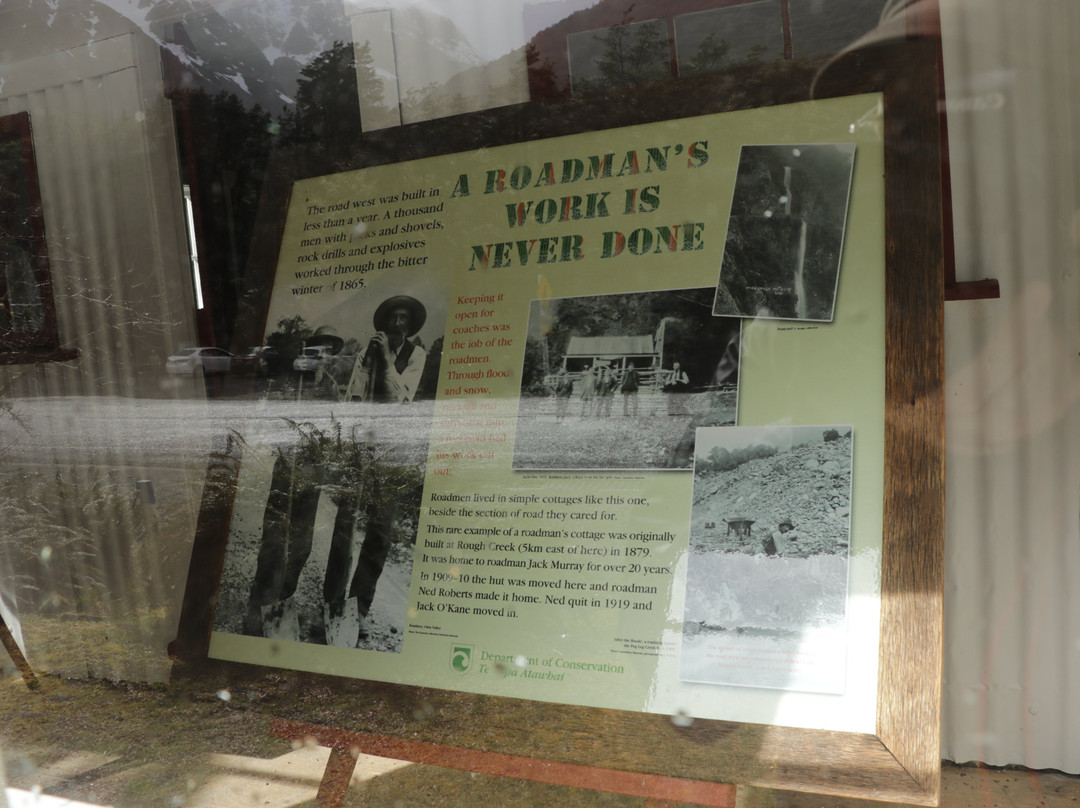 A ROADMAN'S
WORK IS
NEVER DONE
The road west was built in
less than a year. A thousand
men with picks and shovels,
rock drills and explosives
worked through the bitter
winter of 1865.
Keeping it
open for
coaches was
the job of the
roadmen.
Through flood
and snow,
his work cut
out.
Roadmen lived in simple cottages like this one,
beside the section of road they cared for.
This rare example of a roadman's cottage was originally
built at Rough Creek (5km east of here) in 1879.
It was home to roadman Jack Murray for over 20 years.
In 1909-10 the hut was moved here and roadman
Ned Roberts made it home. Ned quit in 1919 and
Jack O'Kane moved in.
Department of Conservation
Te Papa Atawhai